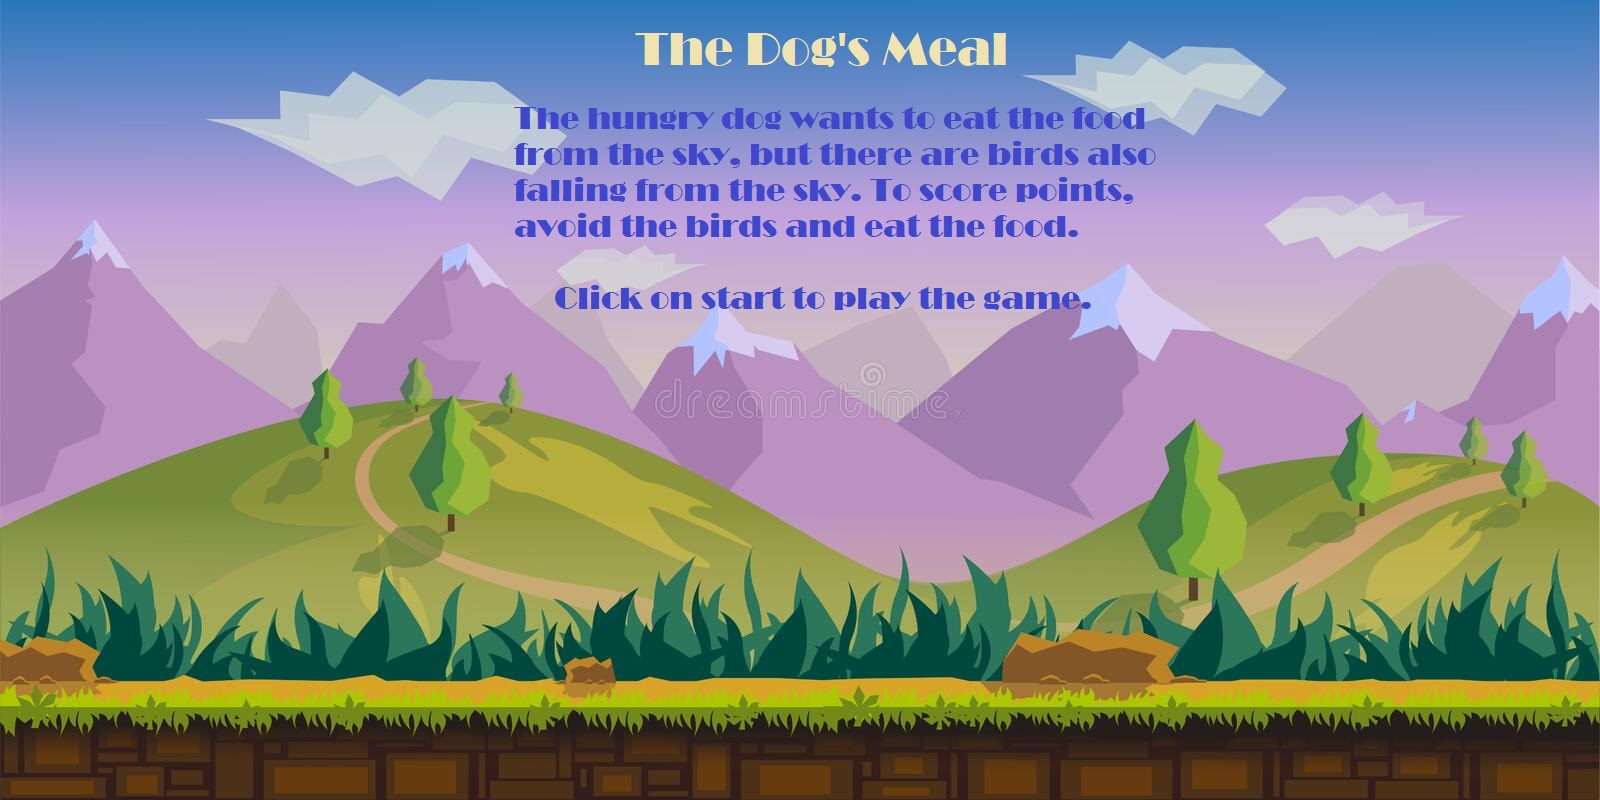 The Dog's Meal
The hungry dog wants to eat the food
from the sky, but there are birds also
falling from the sky. To score points,
avoid the birds and eat the food.
Click on start to play the game.
dreamstime